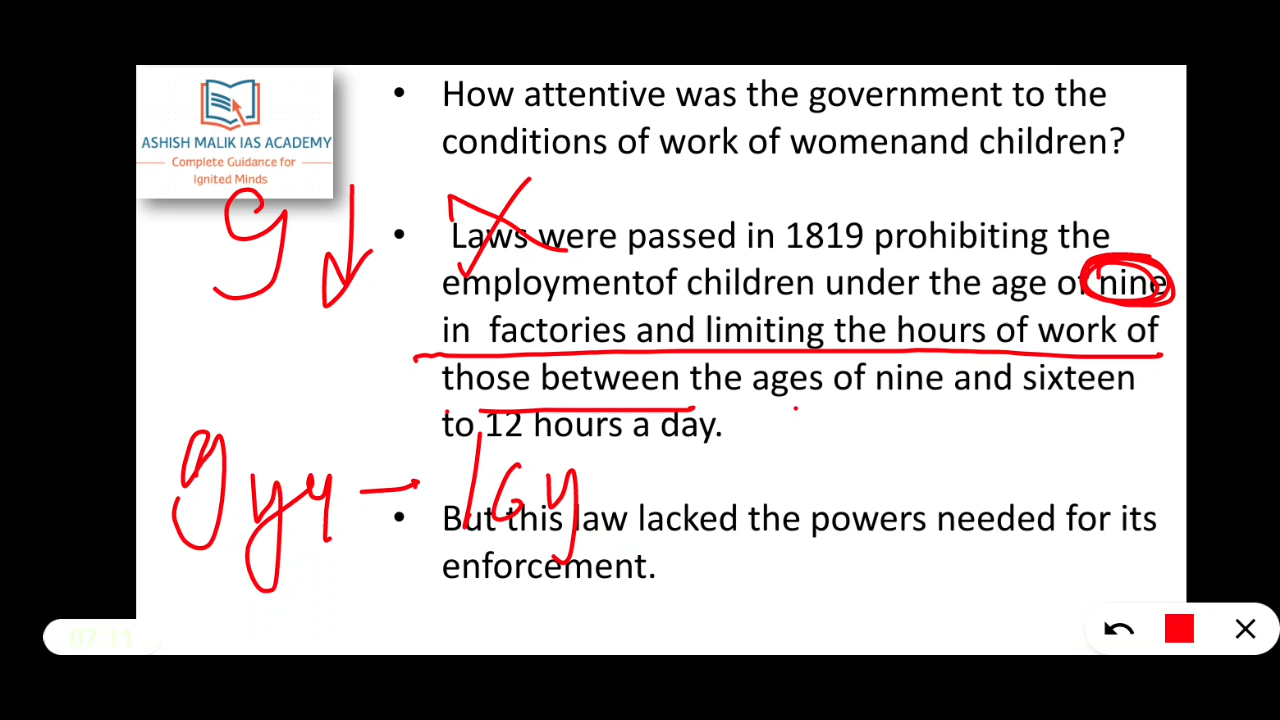 ASHISH MALIK IAS ACADEMY
Complete Guidance for
Ignited Minds
• How attentive was the government to the
conditions of work of womenand children?
• Laws were passed in 1819 prohibiting the
employmentof children under the age of nine
in factories and limiting the hours of work of
those between the ages of nine and sixteen
to 12 hours a day.
• But this law lacked the powers needed for its
enforcement.
9 ↓
9yy → 16y
07:11